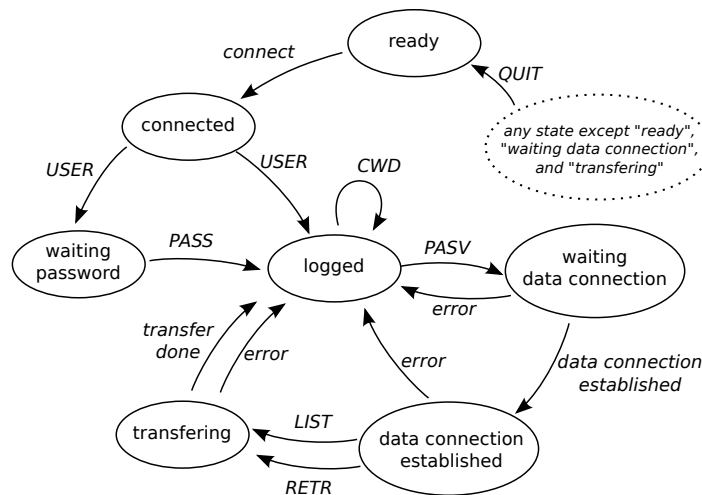 ready
connect
QUIT
connected
any state except "ready",
"waiting data connection",
and "transfering"
USER
USER
CWD
waiting
password
PASS
logged
PASV
waiting
data connection
error
transfer
done
error
error
data connection
established
transfering
LIST
data connection
established
RETR